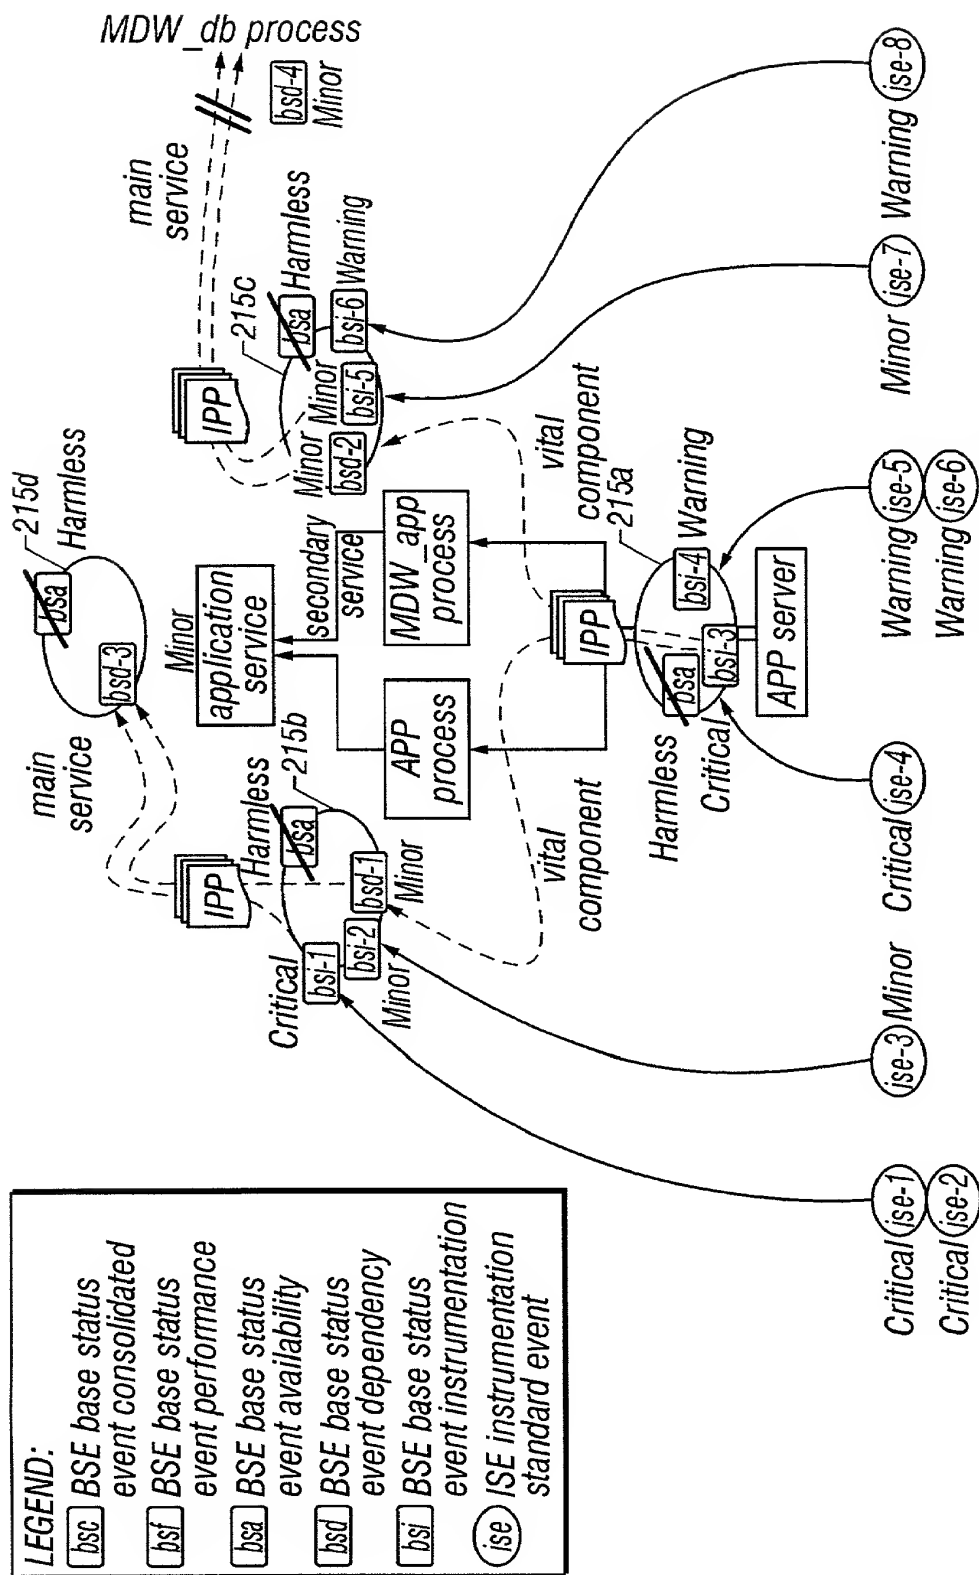 LEGEND:
bsc BSE base status
event consolidated
bsf BSE base status
event performance
bsa BSE base status
event availability
bsd BSE base status
event dependency
bsi BSE base status
event instrumentation
ise ISE instrumentation
standard event
main
service
215d
bsa
Harmless
bsd-3
main
service
MDW_db process
bsd-4
Minor
IPP
Harmless
215b
bsa
Critical
bsi-1
bsi-2
bsd-1
Minor
Minor
Minor
application
service
secondary
service
APP
process
MDW_app
process
IPP
215c
Harmless
bsa
Minor
bsd-2
Minor
bsi-5
bsi-6
Warning
vital
component
vital
component
215a
IPP
Harmless
bsa
Critical
bsi-3
bsi-4
Warning
APP server
Critical ise-1
Critical ise-2
ise-3 Minor
Critical ise-4
Warning ise-5
Warning ise-6
Minor ise-7
Warning ise-8